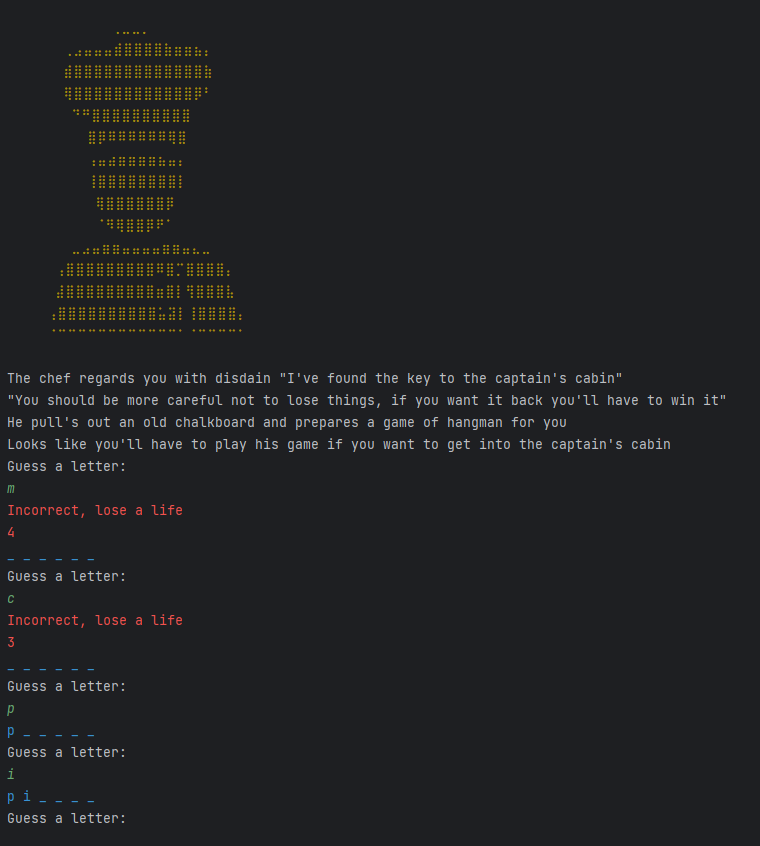 The chef regards you with disdain "I've found the key to the captain's cabin"
"You should be more careful not to lose things, if you want it back you'll have to win it"
He pull's out an old chalkboard and prepares a game of hangman for you
Looks like you'll have to play his game if you want to get into the captain's cabin
Guess a letter:
m
Incorrect, lose a life
4
_ _ _ _ _ _
Guess a letter:
c
Incorrect, lose a life
3
_ _ _ _ _ _
Guess a letter:
p
p _ _ _ _ _
Guess a letter:
i
p i _ _ _ _
Guess a letter: